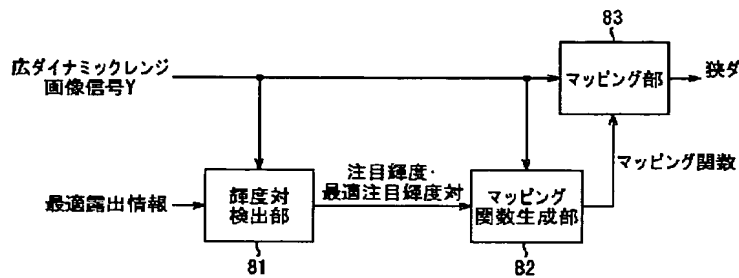 83
広ダイナミックレンジ
画像信号Y
マッピング部
狭ダ
マッピング関数
注目輝度・
最適注目輝度対
最適露出情報
輝度対
検出部
マッピング
関数生成部
81
82